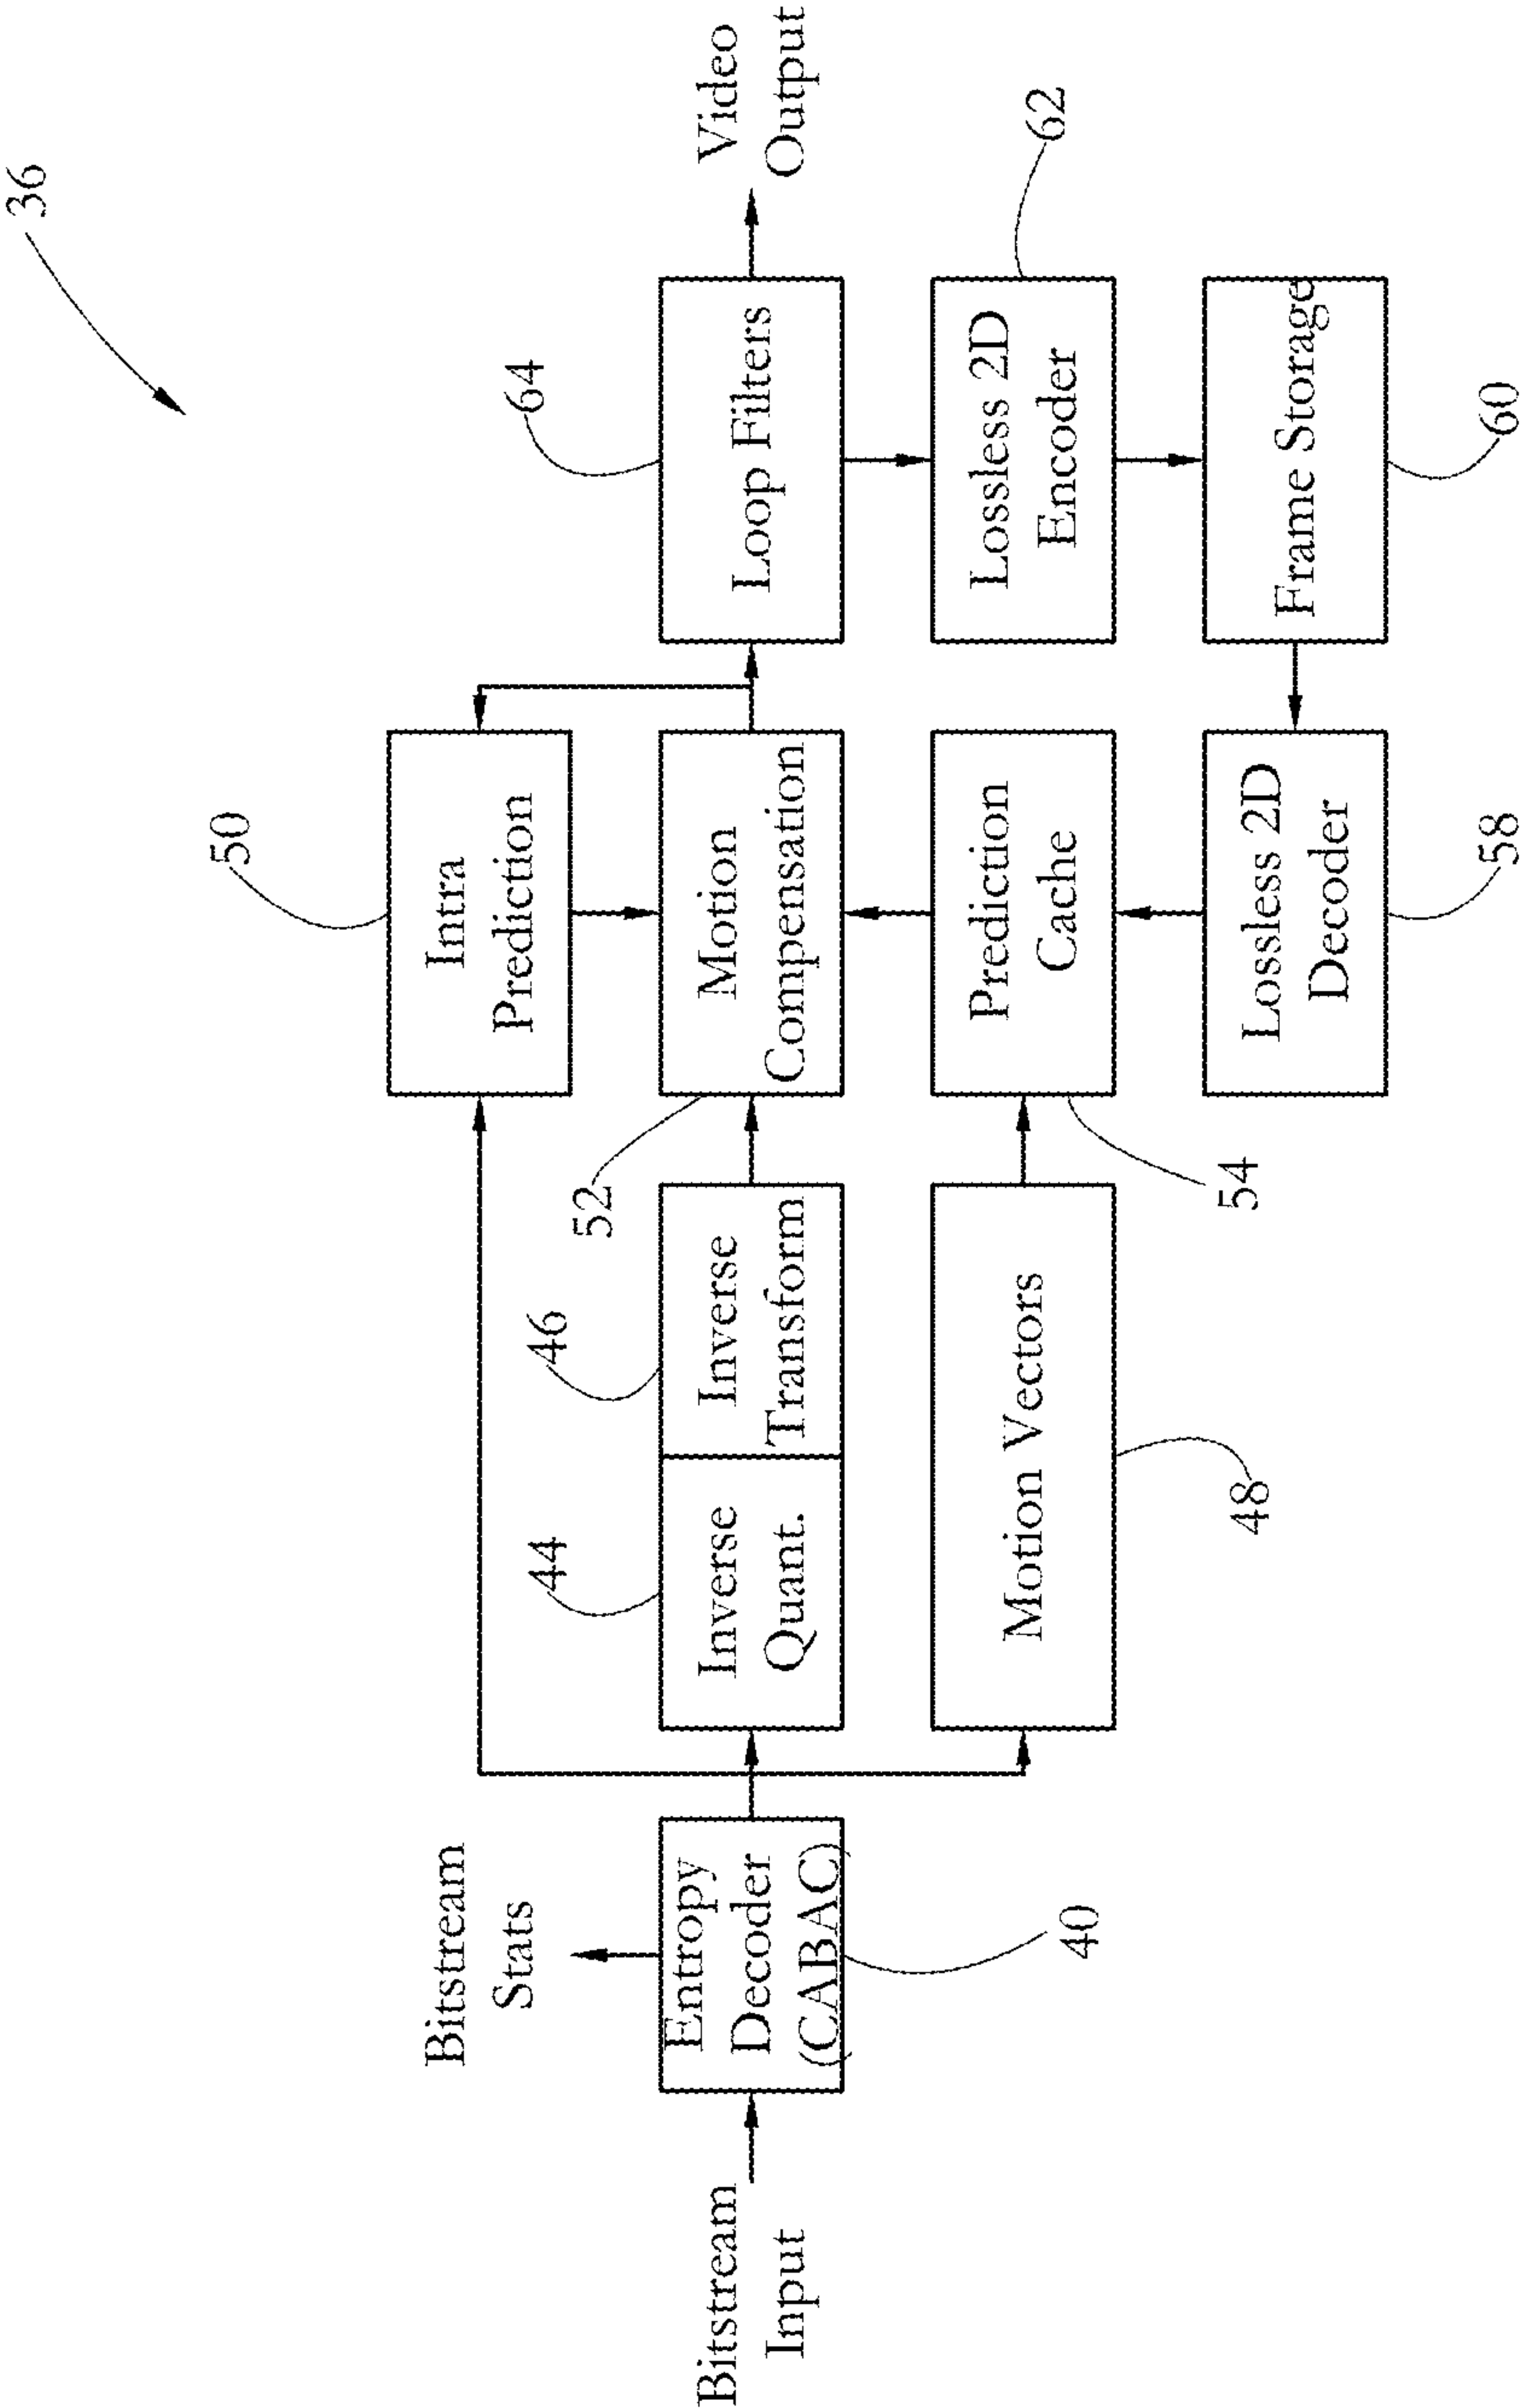 36
50
Intra
Prediction
64
Loop Filters
Video
Output
Bitstream
Stats
44
46
52
Motion
Compensation
Inverse
Quant.
Inverse
Transform
Bitstream
Input
Entropy
Decoder
(CABAC)
40
Motion Vectors
48
Prediction
Cache
54
Lossless 2D
Encoder
62
Lossless 2D
Decoder
58
Frame Storage
60